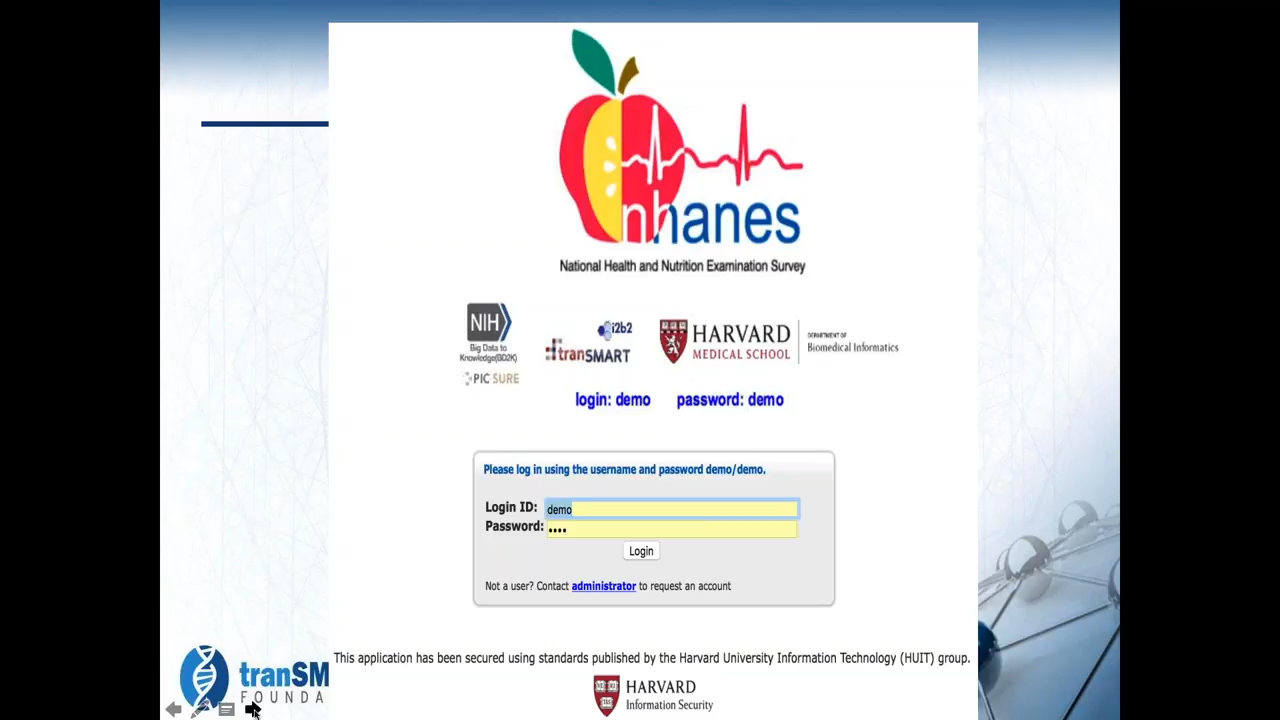 nhanes
National Health and Nutrition Examination Survey
NIH
Big Data to
Knowledge(BD2K)
PIC SURE
i2b2
tranSMART
HARVARD
MEDICAL SCHOOL
DEPARTMENT OF
Biomedical Informatics
login: demo password: demo
Please log in using the username and password demo/demo.
Login ID: demo
Password: ••••
Login
Not a user? Contact administrator to request an account
This application has been secured using standards published by the Harvard University Information Technology (HUIT) group.
HARVARD
Information Security
tranSM
FOUNDA